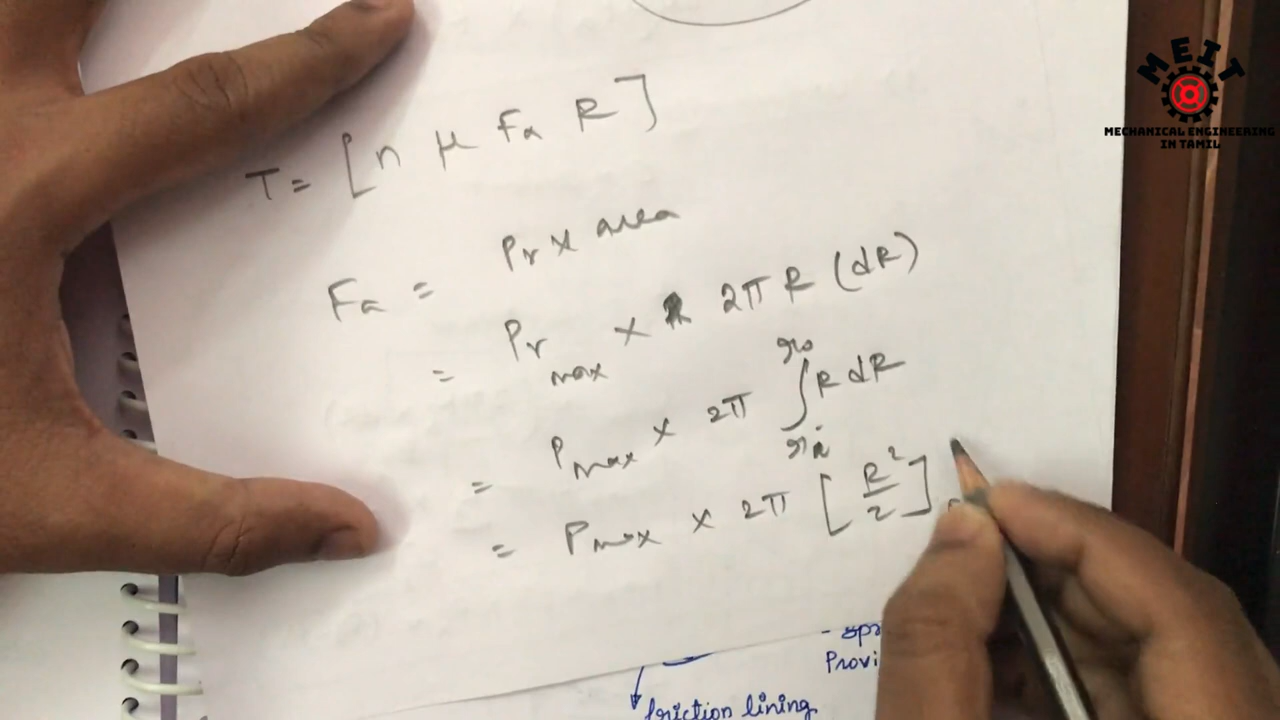 MEIT
MECHANICAL ENGINEERING
IN TAMIL
T = [n μ Fa R]
Fa = Pr x area
= Pr max x 2π R (dR)
= Pmax x 2π ∫ri^ro R dR
= Pmax x 2π [R²/2]
- spr
Provi
friction lining